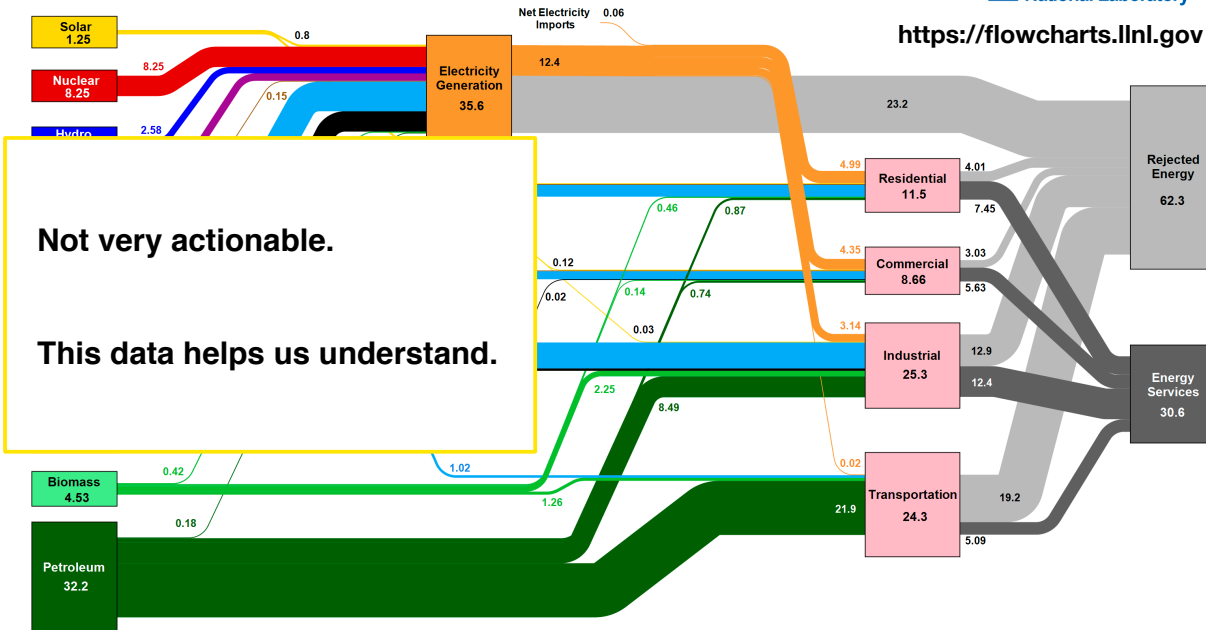 National Laboratory
https://flowcharts.llnl.gov
Net Electricity
Imports
0.06
Solar
1.25
0.8
Nuclear
8.25
8.25
0.15
2.58
Hydro
Electricity
Generation
35.6
12.4
23.2
Rejected
Energy
62.3
4.99
Residential
11.5
4.01
7.45
0.46
0.87
4.35
Commercial
8.66
3.03
5.63
0.12
0.02
0.14
0.74
0.03
3.14
Industrial
25.3
12.9
12.4
Energy
Services
30.6
Not very actionable.
This data helps us understand.
2.25
8.49
0.42
1.02
Biomass
4.53
1.26
0.18
0.02
Transportation
24.3
21.9
19.2
5.09
Petroleum
32.2